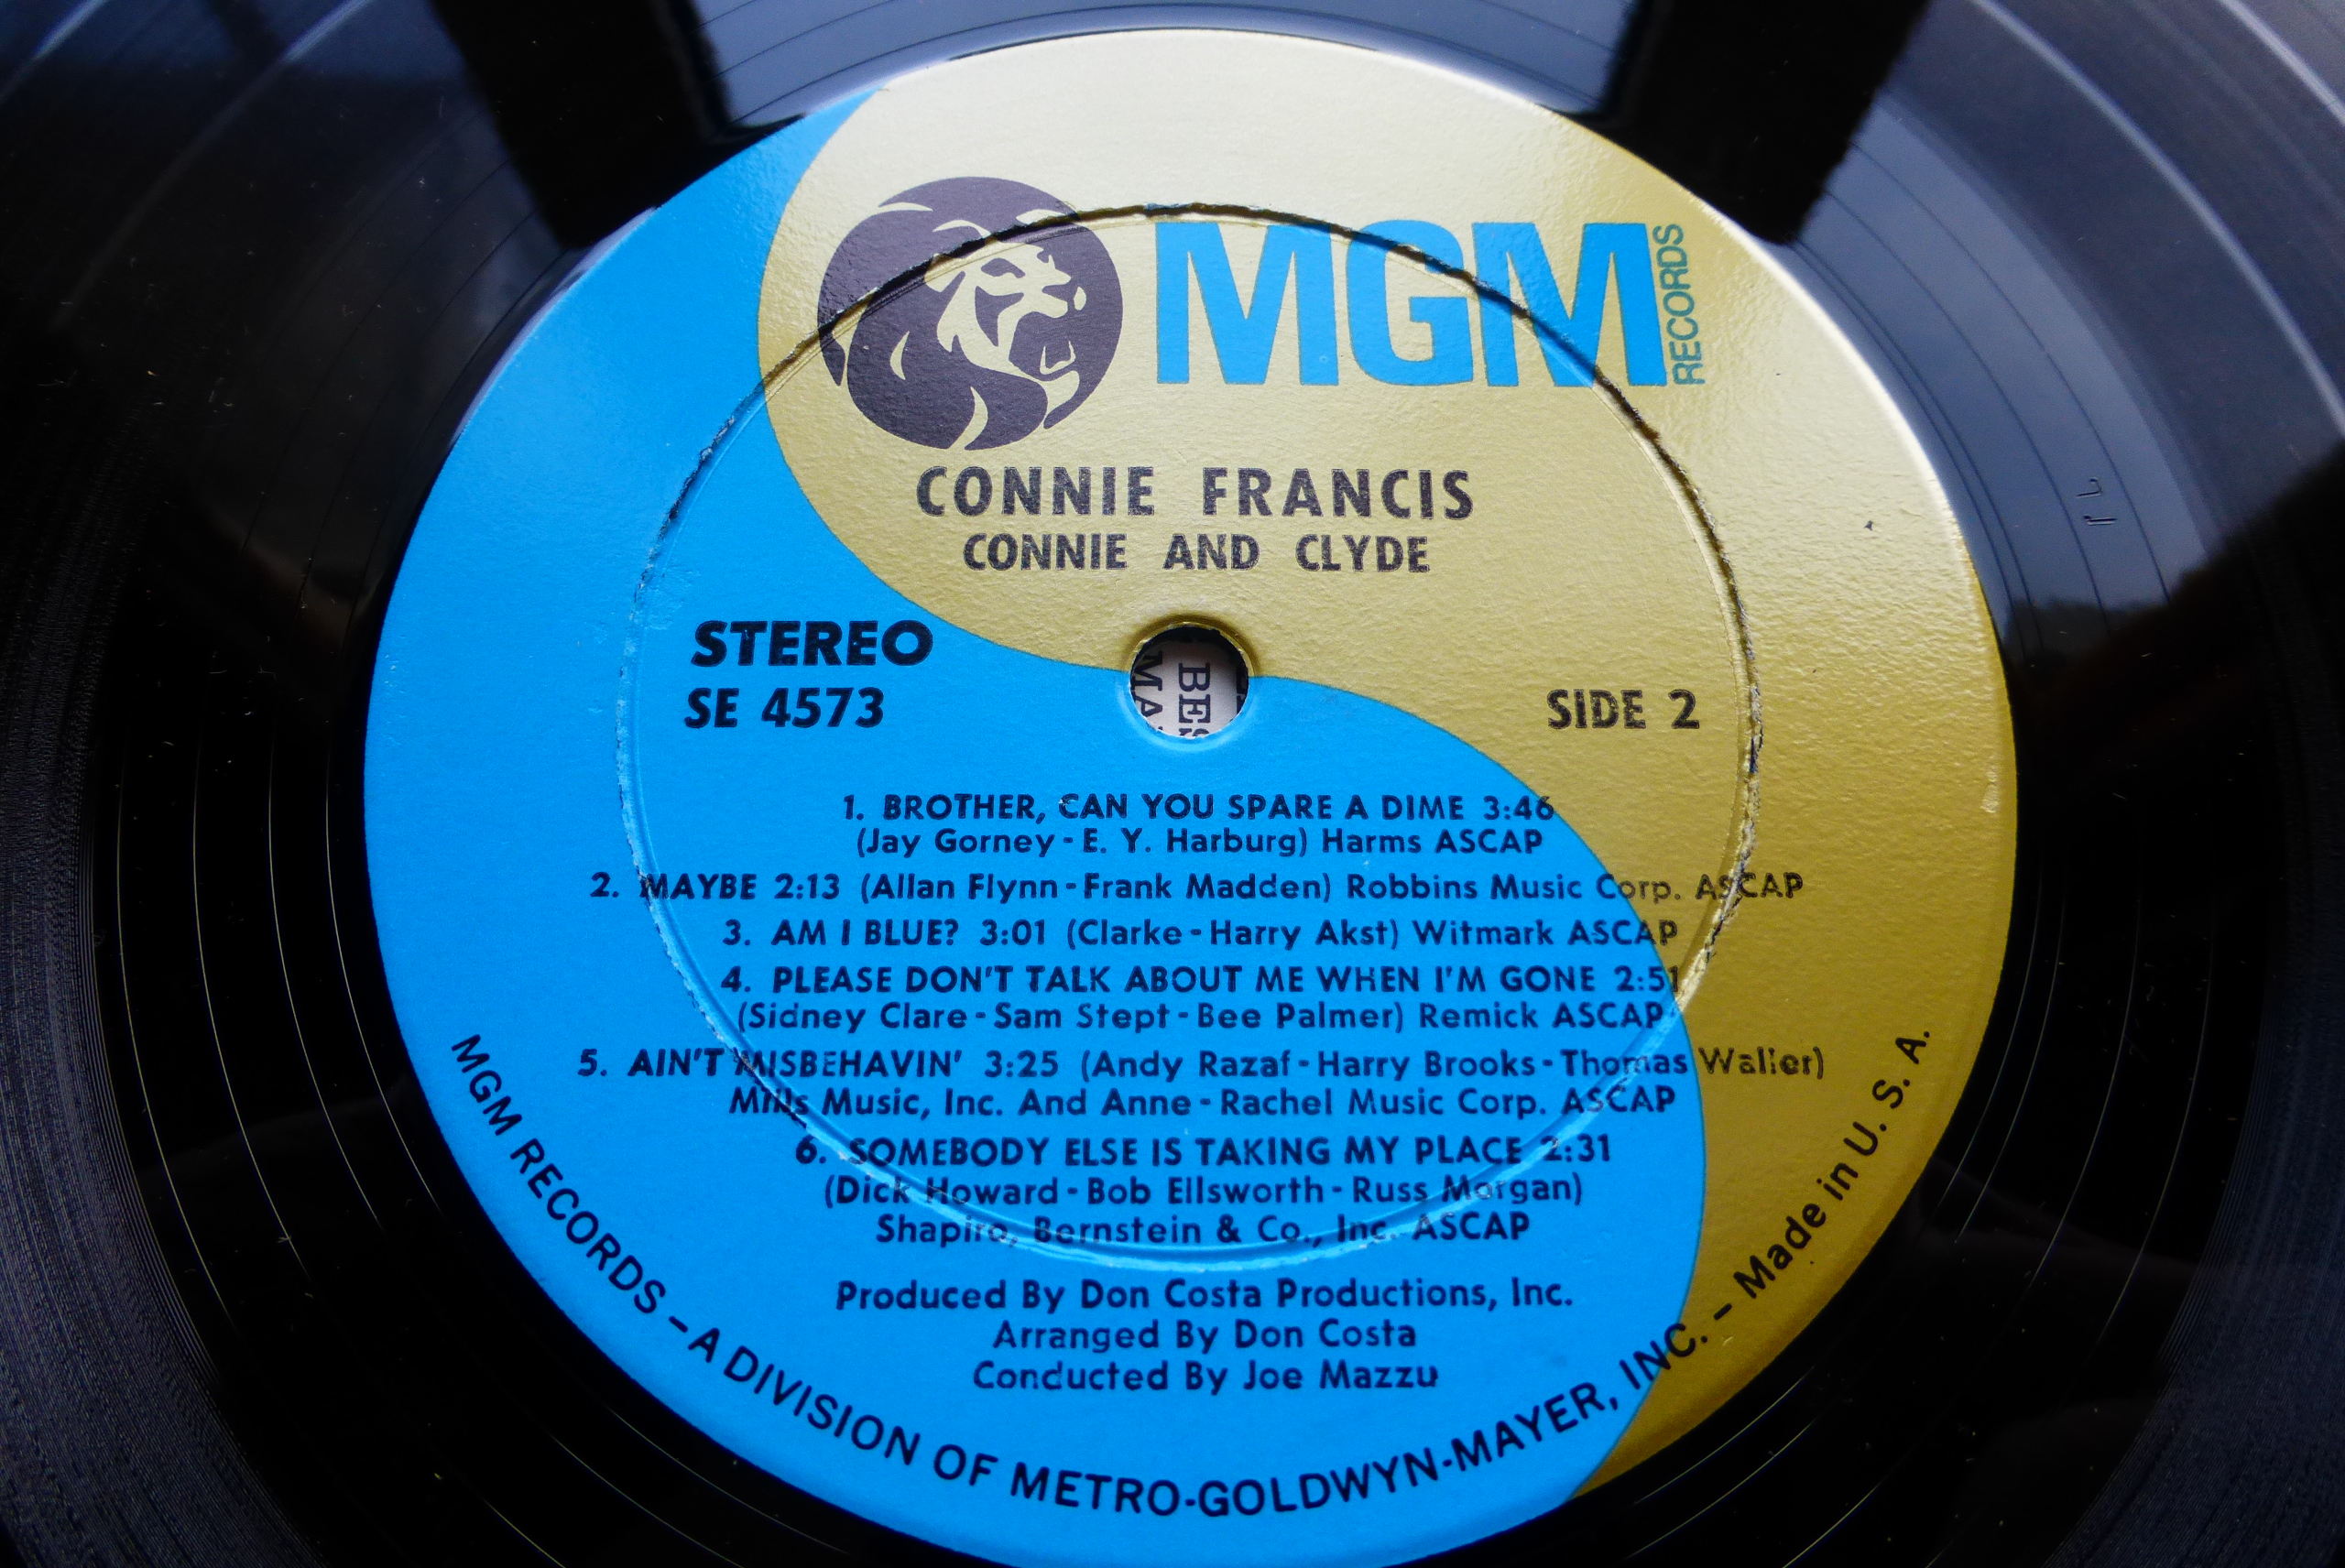 MGM RECORDS
CONNIE FRANCIS
CONNIE AND CLYDE
STEREO
SE 4573
SIDE 2
1. BROTHER, CAN YOU SPARE A DIME 3:46
(Jay Gorney - E. Y. Harburg) Harms ASCAP
2. MAYBE 2:13 (Allan Flynn - Frank Madden) Robbins Music Corp. ASCAP
3. AM I BLUE? 3:01 (Clarke - Harry Akst) Witmark ASCAP
4. PLEASE DON'T TALK ABOUT ME WHEN I'M GONE 2:51
(Sidney Clare - Sam Stept - Bee Palmer) Remick ASCAP
5. AIN'T MISBEHAVIN' 3:25 (Andy Razaf - Harry Brooks - Thomas Waller)
Mills Music, Inc. And Anne - Rachel Music Corp. ASCAP
6. SOMEBODY ELSE IS TAKING MY PLACE 2:31
(Dick Howard - Bob Ellsworth - Russ Morgan)
Shapiro, Bernstein & Co., Inc. ASCAP
Produced By Don Costa Productions, Inc.
Arranged By Don Costa
Conducted By Joe Mazzu
MGM RECORDS – A DIVISION OF METRO-GOLDWYN-MAYER, INC. – Made in U. S. A.